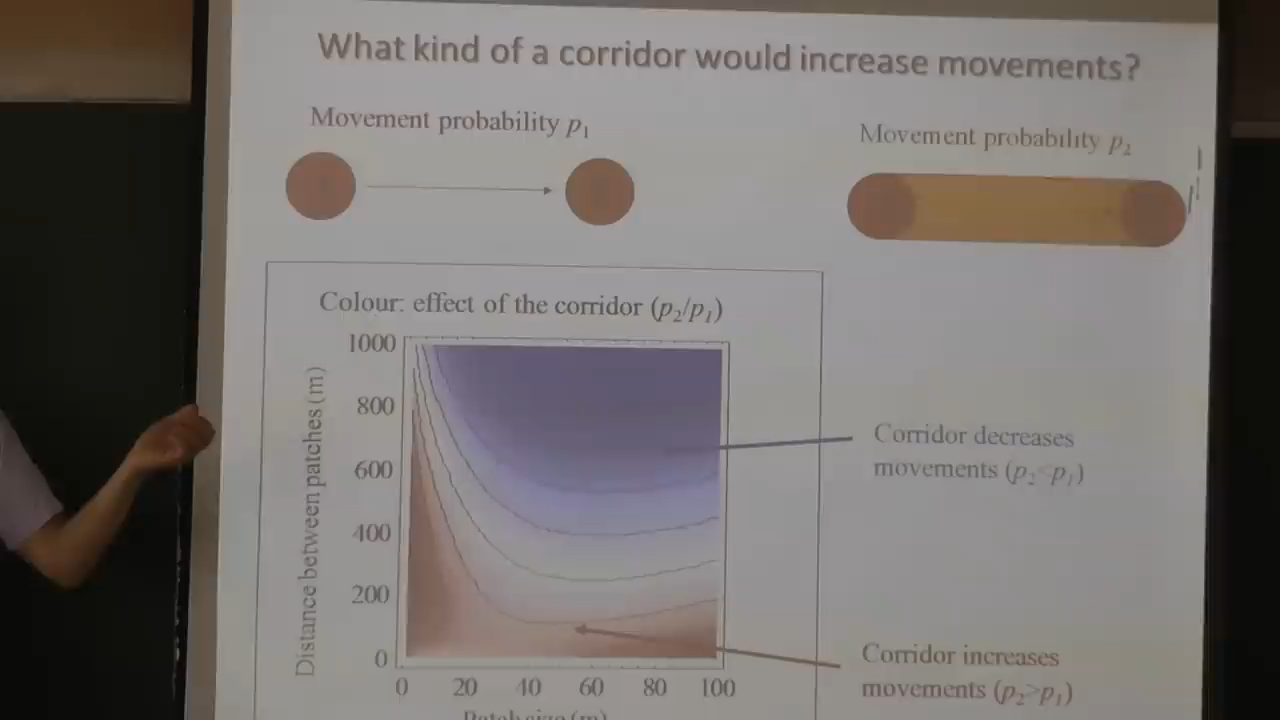 What kind of a corridor would increase movements?
Movement probability p1
Movement probability p2
Colour: effect of the corridor (p2/p1)
Distance between patches (m)
1000
800
600
400
200
0
0 20 40 60 80 100
Patch size (m)
Corridor decreases
movements (p2<p1)
Corridor increases
movements (p2>p1)